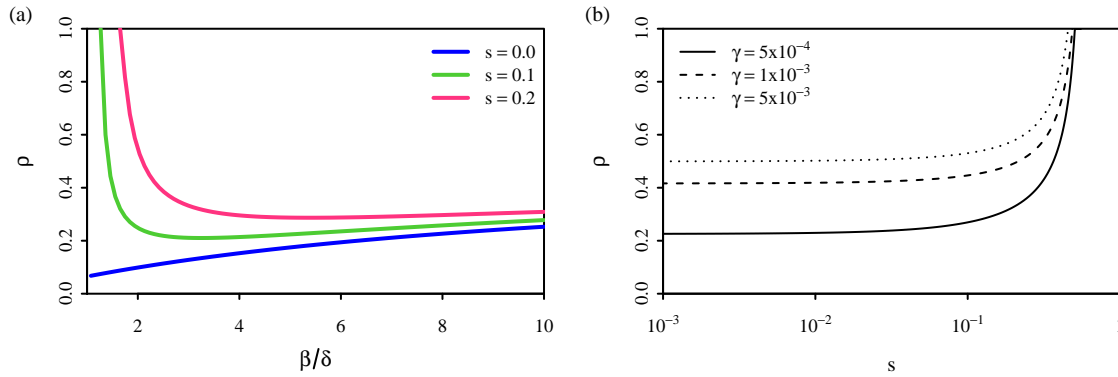 (a)
ρ
0.0 0.2 0.4 0.6 0.8 1.0
s = 0.0
s = 0.1
s = 0.2
2 4 6 8 10
β/δ
(b)
ρ
0.0 0.2 0.4 0.6 0.8 1.0
γ = 5x10⁻⁴
γ = 1x10⁻³
γ = 5x10⁻³
10⁻³ 10⁻² 10⁻¹
s